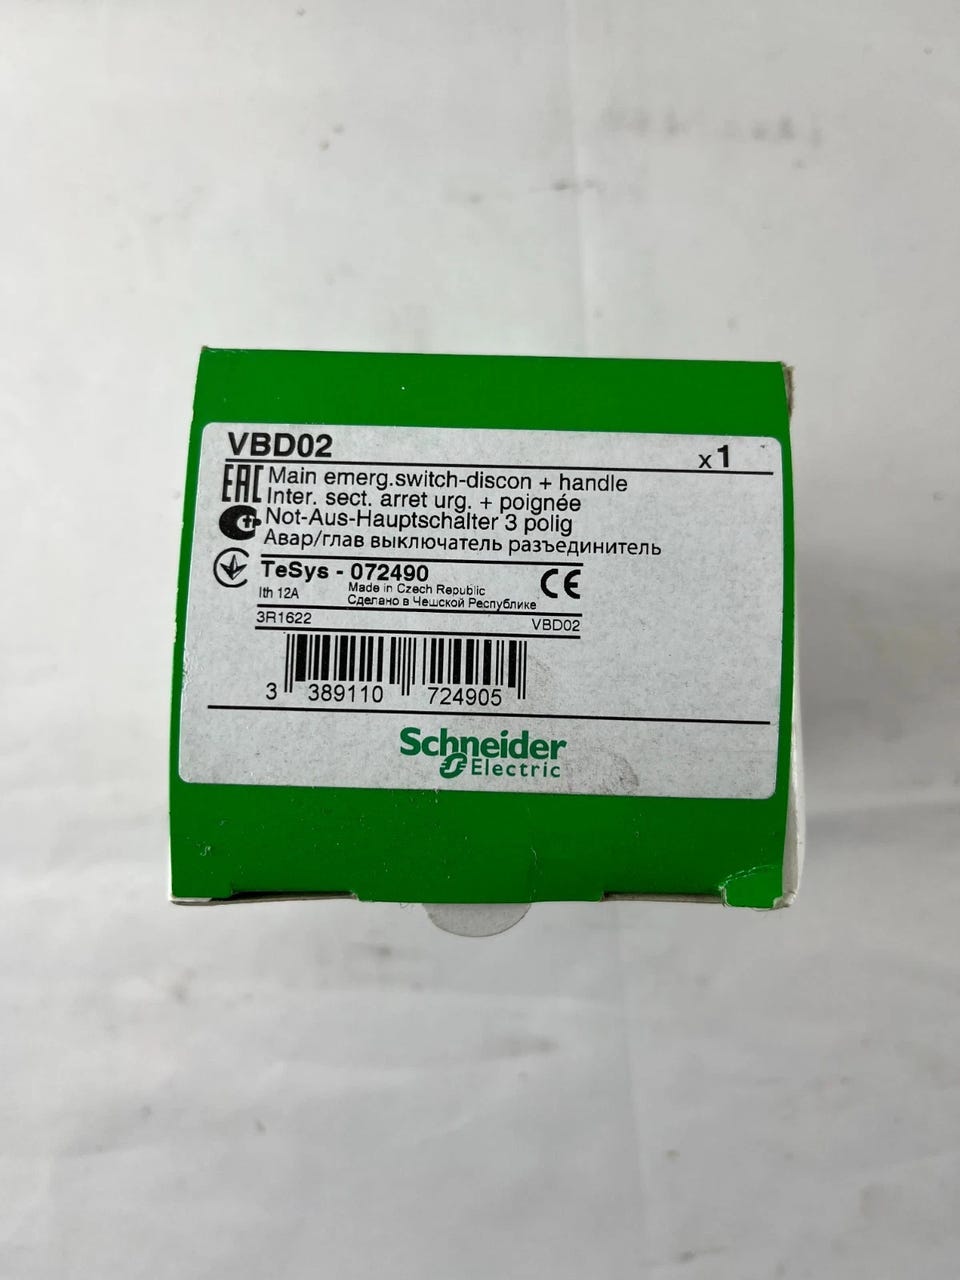 VBD02 x1
EAC Main emerg.switch-discon + handle
Inter. sect. arret urg. + poignée
Not-Aus-Hauptschalter 3 polig
Авар/глав выключатель разъединитель
TeSys - 072490 CE
Ith 12A Made in Czech Republic
Сделано в Чешской Республике
3R1622 VBD02
3 389110 724905
Schneider
Electric